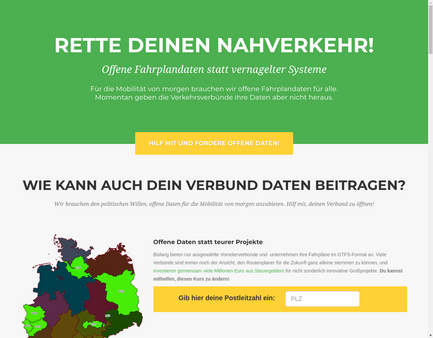 RETTE DEINEN NAHVERKEHR!
Offene Fahrplandaten statt vernagelter Systeme
Für die Mobilität von morgen brauchen wir offene Fahrplandaten für alle.
Momentan geben die Verkehrsverbünde ihre Daten aber nicht heraus.
HILF MIT UND FORDERE OFFENE DATEN!
WIE KANN AUCH DEIN VERBUND DATEN BEITRAGEN?
Wir brauchen den politischen Willen, offene Daten für die Mobilität von morgen anzubieten. Hilf mit, deinen Verbund zu öffnen!
Offene Daten statt teurer Projekte
Bislang bieten nur ausgewählte Vorreiterverbünde und -unternehmen ihre Fahrpläne im GTFS-Format an. Viele
Verbünde sind immer noch der Ansicht, den Routenplaner für die Zukunft ganz alleine stemmen zu können, und
investieren gemeinsam viele Millionen Euro aus Steuergeldern für nicht sonderlich innovative Großprojekte. Du kannst
mithelfen, diesen Kurs zu ändern!
Gib hier deine Postleitzahl ein:
PLZ